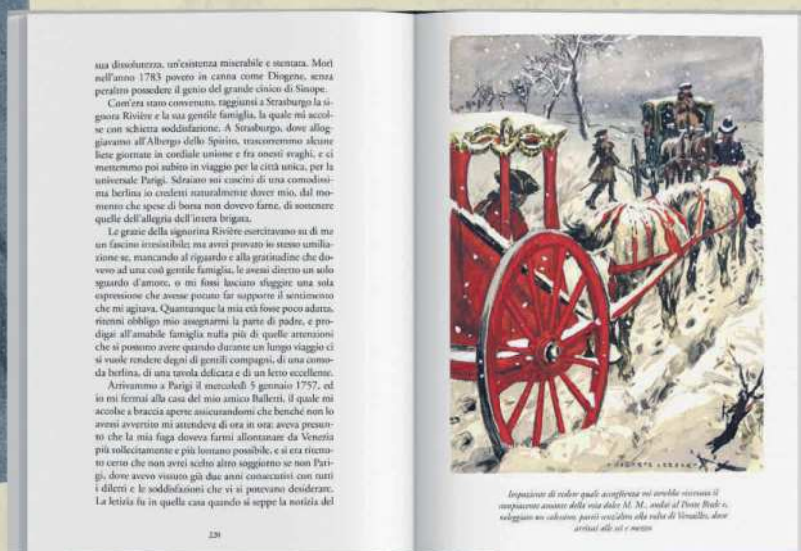 sua dissolutezza, un'esistenza miserabile e stentata. Morì
nell'anno 1783 povero in canna come Diogene, senza
peraltro possedere il genio del grande cinico di Sinope.
Com'era stato convenuto, raggiunsi a Strasburgo la si-
gnora Rivière e la sua gentile famiglia, la quale mi accol-
se con schietta soddisfazione. A Strasburgo, dove allog-
giavamo all'Albergo dello Spirito, trascorremmo alcune
liete giornate in cordiale unione e fra onesti svaghi, e ci
mettemmo poi subito in viaggio per la città unica, per la
universale Parigi. Sdraiato sui cuscini di una comodissi-
ma berlina io credetti naturalmente dover mio, dal mo-
mento che spese di borsa non dovevo farne, di sostenere
quelle dell'allegria dell'intera brigata.
Le grazie della signorina Rivière esercitavano su di me
un fascino irresistibile; ma avrei provato io stesso umilia-
zione se, mancando al riguardo e alla gratitudine che do-
vevo ad una così gentile famiglia, le avessi diretto un solo
sguardo d'amore, o mi fossi lasciato sfuggire una sola
espressione che avesse potuto far supporre il sentimento
che mi agitava. Quantunque la mia età fosse poco adatta,
ritenni obbligo mio assegnarmi la parte di padre, e pro-
digai all'amabile famiglia nulla più di quelle attenzioni
che si possono avere quando durante un lungo viaggio ci
si vuole rendere degni di gentili compagni, di una como-
da berlina, di una tavola delicata e di un letto eccellente.
Arrivammo a Parigi il mercoledì 5 gennaio 1757, ed
io mi fermai alla casa del mio amico Balletti, il quale mi
accolse a braccia aperte assicurandomi che benché non lo
avessi avvertito mi attendeva di ora in ora: aveva presun-
to che la mia fuga doveva farmi allontanare da Venezia
più sollecitamente e più lontano possibile, e si era ritenu-
to certo che non avrei scelto altro soggiorno se non Pari-
gi, dove avevo vissuto già due anni consecutivi con tutti
i diletti e le soddisfazioni che vi si potevano desiderare.
La letizia fu in quella casa quando si seppe la notizia del
220
Impaziente di vedere quale accoglienza mi avrebbe riservata il
compiacente amante della mia dolce M. M., andai al Ponte Reale e,
noleggiato un calessino, partii senz'altro alla volta di Versailles, dove
arrivai alle sei e mezzo.